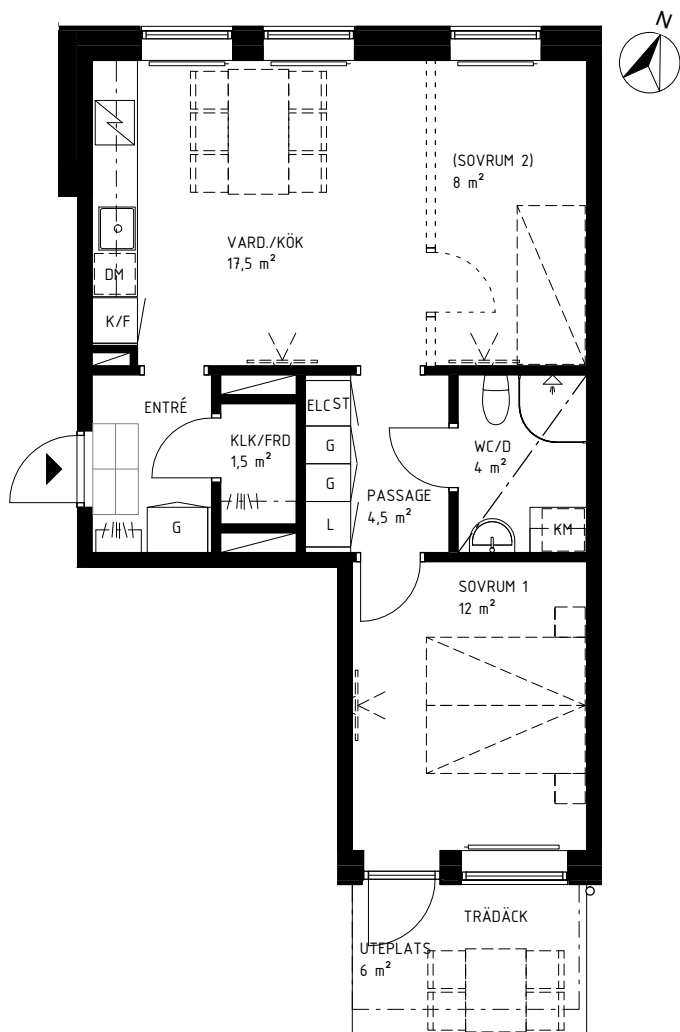 N
(SOVRUM 2)
8 m²
VARD./KÖK
17,5 m²
DM
K/F
ENTRÉ
ELC ST
KLK/FRD
1,5 m²
G
G
L
G
WC/D
4 m²
PASSAGE
4,5 m²
KM
SOVRUM 1
12 m²
TRÄDÄCK
UTEPLATS
6 m²